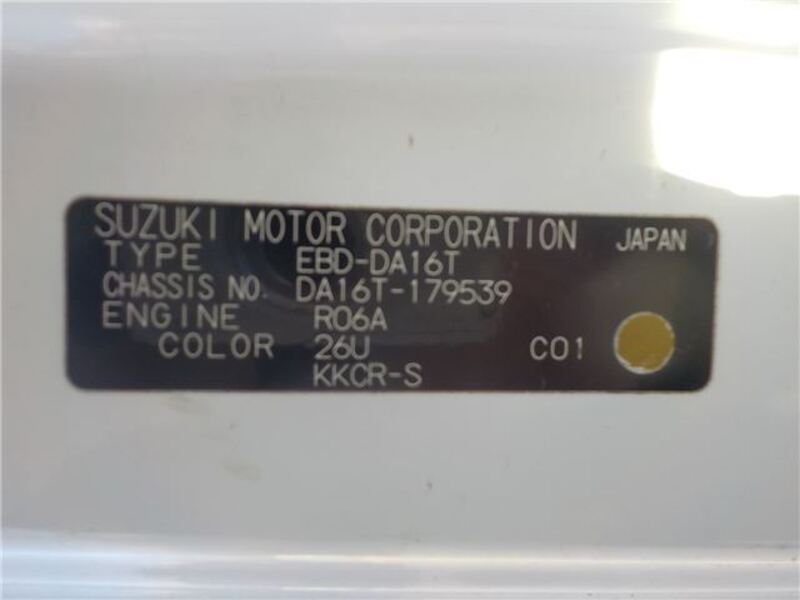 SUZUKI MOTOR CORPORATION JAPAN
TYPE EBD-DA16T
CHASSIS NO. DA16T-179539
ENGINE R06A
COLOR 26U C01
KKCR-S